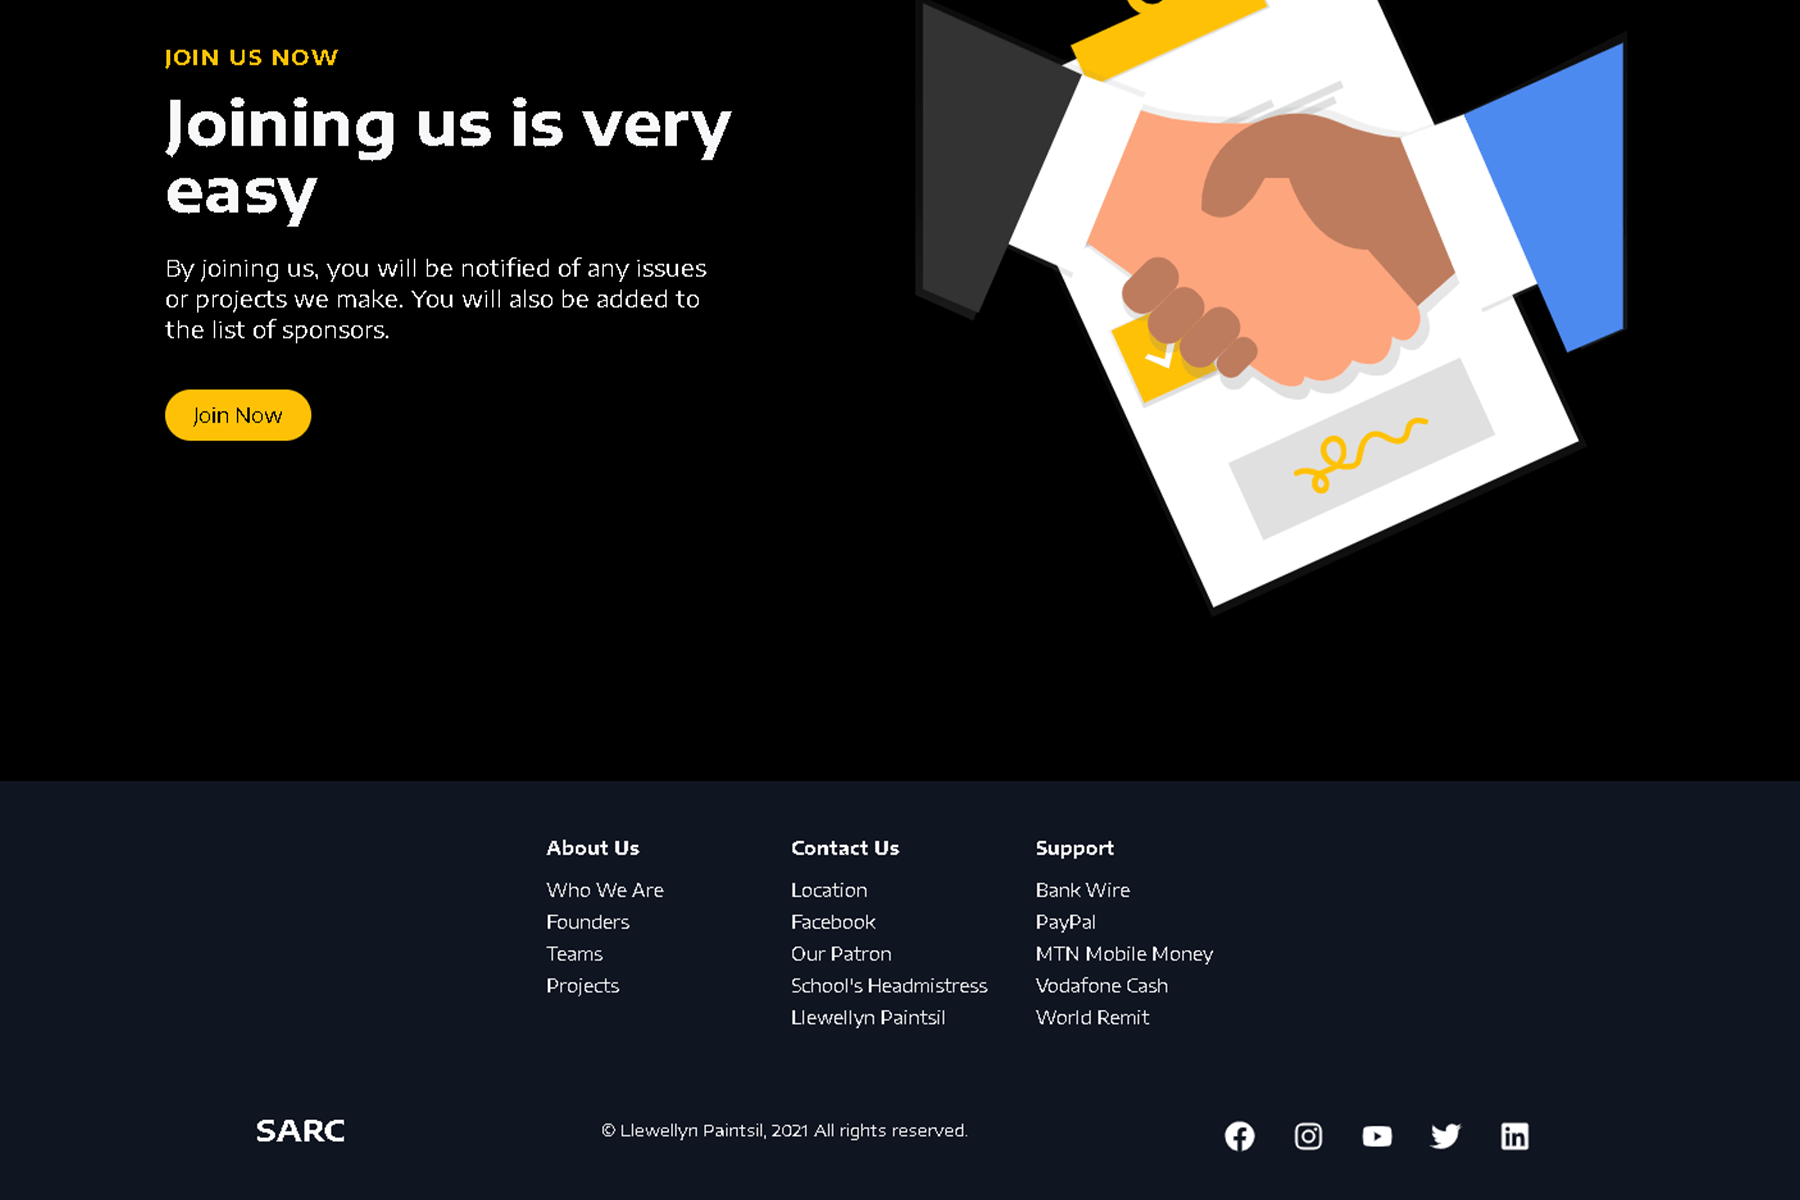 JOIN US NOW
Joining us is very
easy
By joining us, you will be notified of any issues
or projects we make. You will also be added to
the list of sponsors.
Join Now
About Us
Who We Are
Founders
Teams
Projects
Contact Us
Location
Facebook
Our Patron
School's Headmistress
Llewellyn Paintsil
Support
Bank Wire
PayPal
MTN Mobile Money
Vodafone Cash
World Remit
SARC
© Llewellyn Paintsil, 2021 All rights reserved.